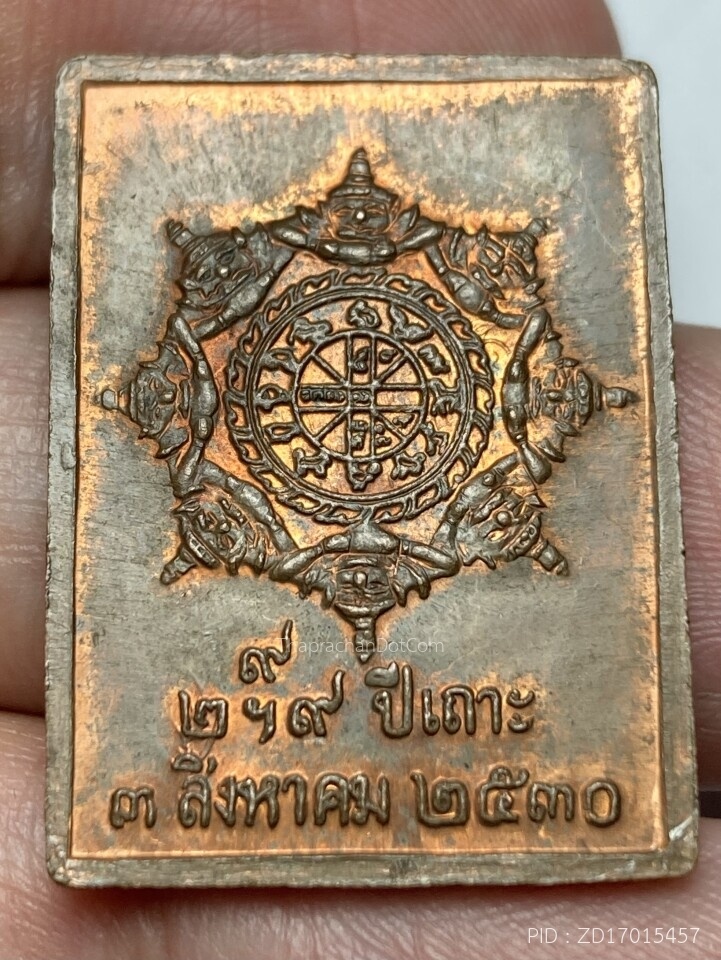 ThaprachanDotCom
๙
๒ ฯ ๙ ปีเถาะ
๓ สิงหาคม ๒๕๓๐
PID : ZD17015457